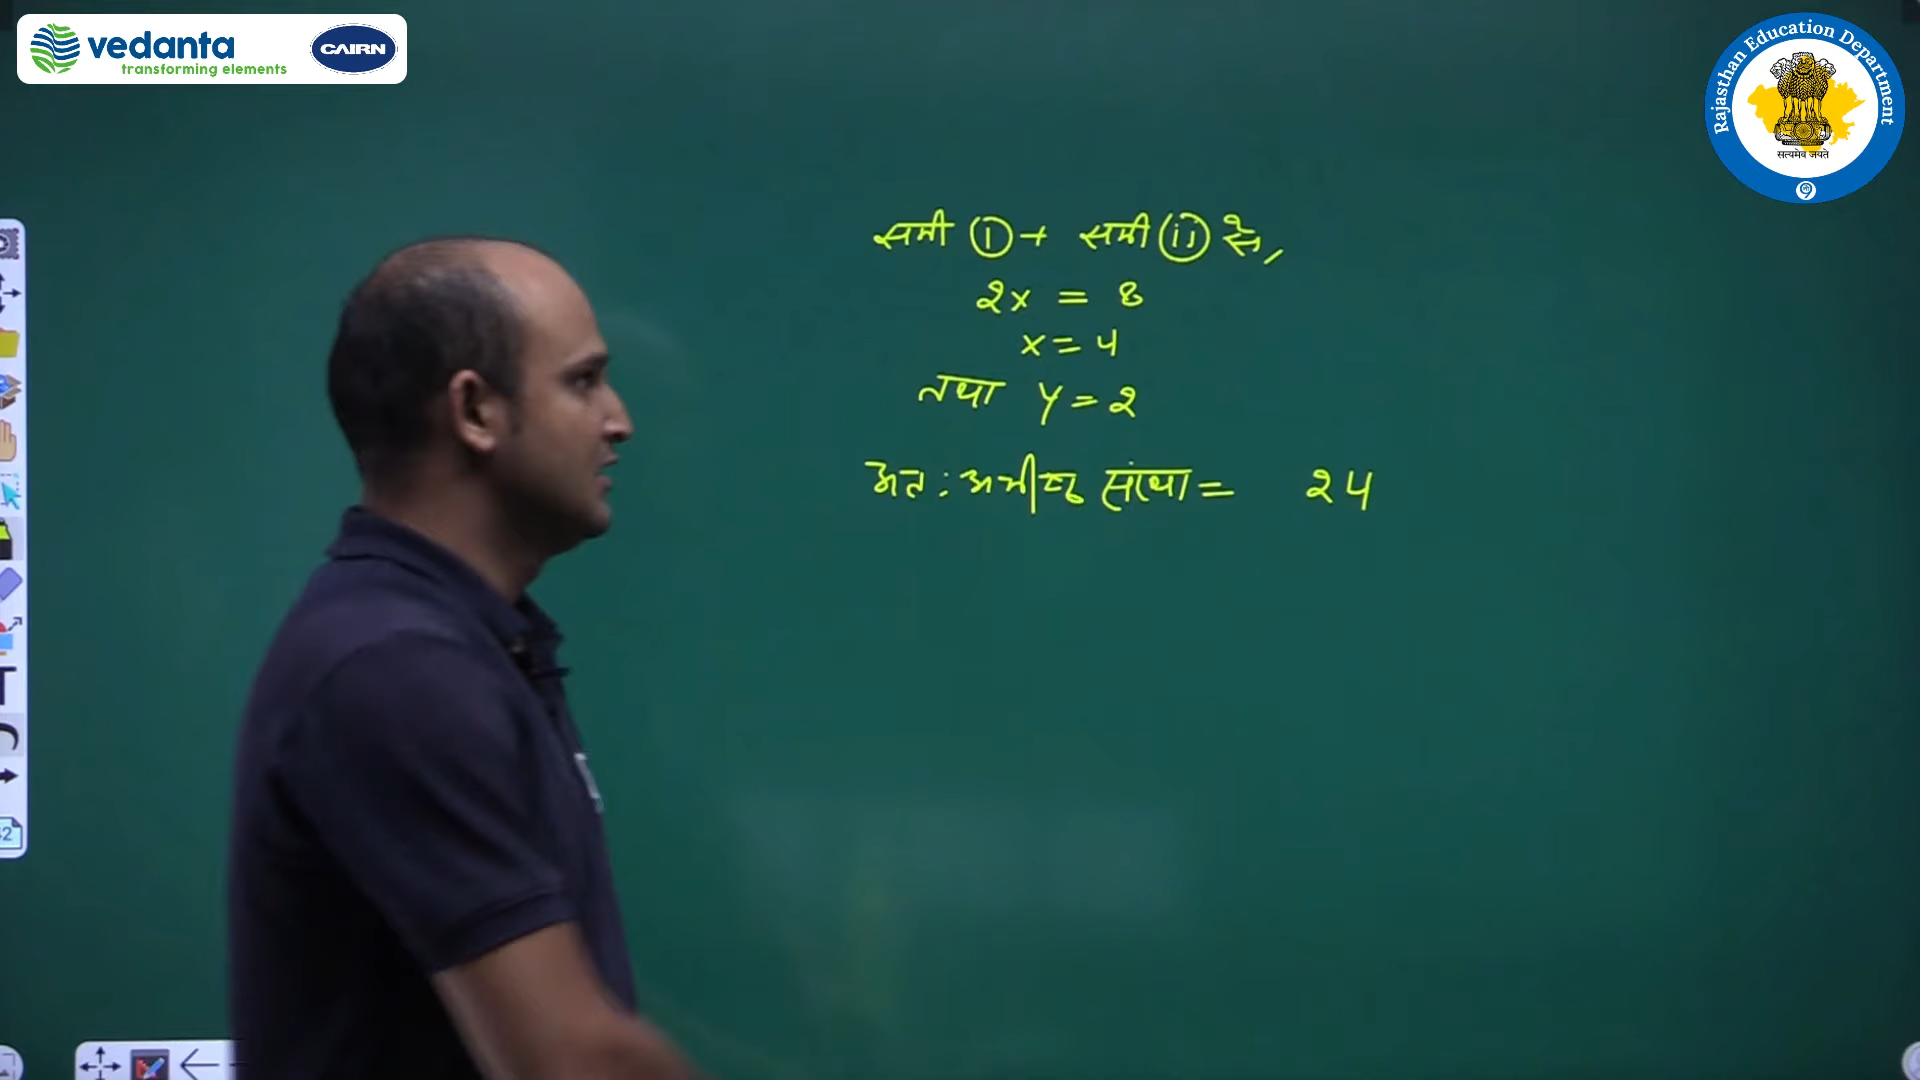 vedanta
transforming elements
CAIRN
Rajasthan Education Department
सत्यमेव जयते
समी (i) + समी (ii) से,
2x = 8
x = 4
तथा y = 2
अत: अभीष्ट संख्या = 24
T